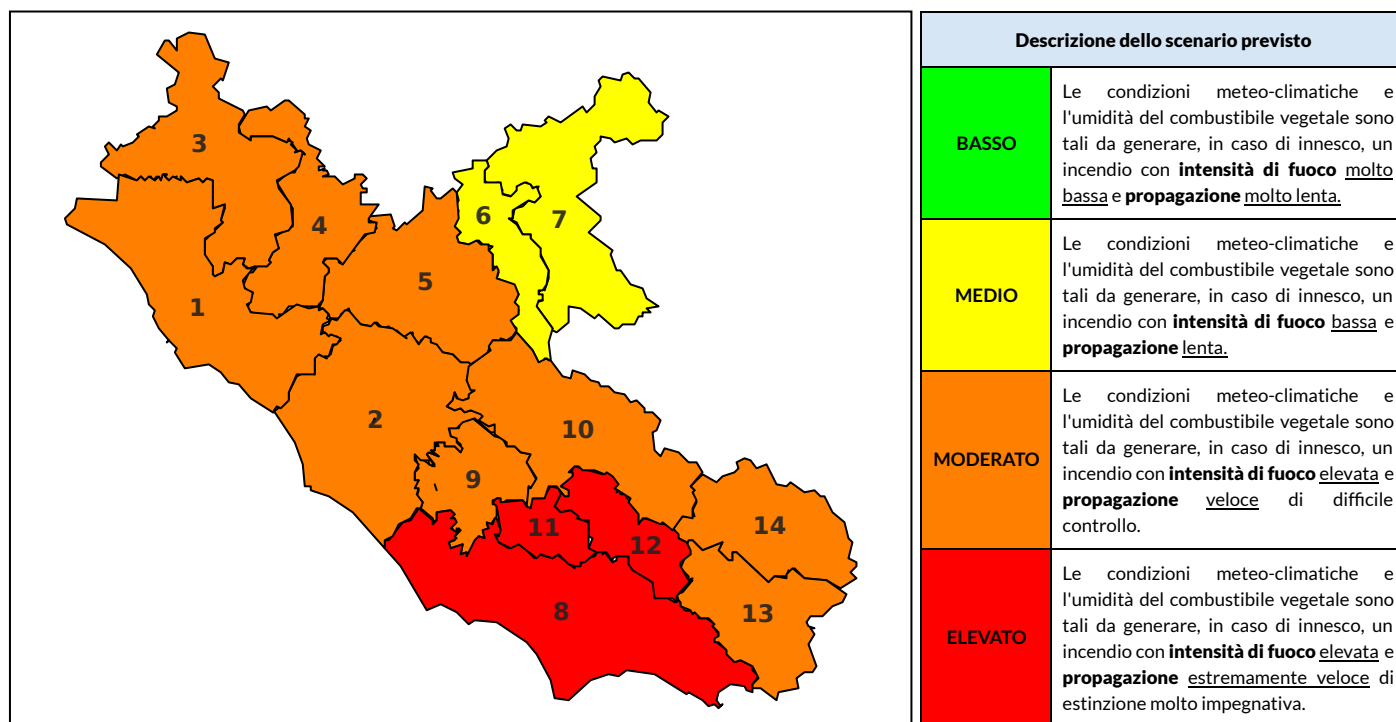 3
4
6
7
5
1
2
10
9
14
11
12
8
13
Descrizione dello scenario previsto
BASSO
Le condizioni meteo-climatiche e
l'umidità del combustibile vegetale sono
tali da generare, in caso di innesco, un
incendio con intensità di fuoco molto
bassa e propagazione molto lenta.
MEDIO
Le condizioni meteo-climatiche e
l'umidità del combustibile vegetale sono
tali da generare, in caso di innesco, un
incendio con intensità di fuoco bassa e
propagazione lenta.
MODERATO
Le condizioni meteo-climatiche e
l'umidità del combustibile vegetale sono
tali da generare, in caso di innesco, un
incendio con intensità di fuoco elevata e
propagazione veloce di difficile
controllo.
ELEVATO
Le condizioni meteo-climatiche e
l'umidità del combustibile vegetale sono
tali da generare, in caso di innesco, un
incendio con intensità di fuoco elevata e
propagazione estremamente veloce di
estinzione molto impegnativa.